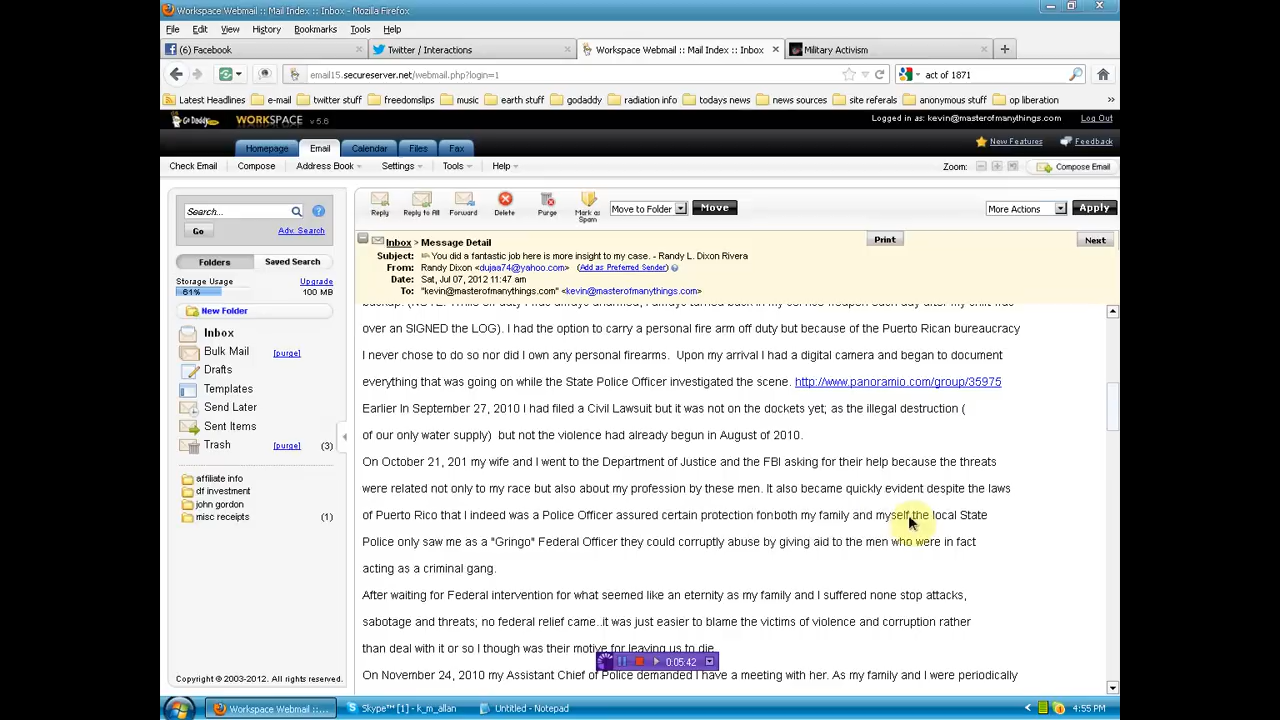 Workspace Webmail :: Mail Index :: Inbox - Mozilla Firefox
File Edit View History Bookmarks Tools Help
(6) Facebook
Twitter / Interactions
Workspace Webmail :: Mail Index :: Inbox
Military Activism
email15.secureserver.net/webmail.php?login=1
act of 1871
Latest Headlines e-mail twitter stuff freedomslips music earth stuff godaddy radiation info todays news news sources site referals anonymous stuff op liberation
Go Daddy WORKSPACE v 5.6
Logged in as: kevin@masterofmanythings.com Log Out
Homepage Email Calendar Files Fax
New Features Feedback
Check Email Compose Address Book Settings Tools Help
Zoom: Compose Email
Search...
Go Adv. Search
Reply Reply to All Forward Delete Purge Mark as Spam Move to Folder Move
More Actions Apply
Folders Saved Search
Storage Usage Upgrade
61% 100 MB
New Folder
Inbox
Bulk Mail [purge]
Drafts
Templates
Send Later
Sent Items
Trash [purge] (3)
affiliate info
df investment
john gordon
misc receipts (1)
Copyright © 2003-2012. All rights reserved.
Inbox > Message Detail
Print Next
Subject: You did a fantastic job here is more insight to my case. - Randy L. Dixon Rivera
From: Randy Dixon <dujaa74@yahoo.com> (Add as Preferred Sender)
Date: Sat, Jul 07, 2012 11:47 am
To: "kevin@masterofmanythings.com" <kevin@masterofmanythings.com>
over an SIGNED the LOG). I had the option to carry a personal fire arm off duty but because of the Puerto Rican bureaucracy
I never chose to do so nor did I own any personal firearms. Upon my arrival I had a digital camera and began to document
everything that was going on while the State Police Officer investigated the scene. http://www.panoramio.com/group/35975
Earlier In September 27, 2010 I had filed a Civil Lawsuit but it was not on the dockets yet; as the illegal destruction (
of our only water supply) but not the violence had already begun in August of 2010.
On October 21, 201 my wife and I went to the Department of Justice and the FBI asking for their help because the threats
were related not only to my race but also about my profession by these men. It also became quickly evident despite the laws
of Puerto Rico that I indeed was a Police Officer assured certain protection fonboth my family and myself,the local State
Police only saw me as a "Gringo" Federal Officer they could corruptly abuse by giving aid to the men who were in fact
acting as a criminal gang.
After waiting for Federal intervention for what seemed like an eternity as my family and I suffered none stop attacks,
sabotage and threats; no federal relief came..it was just easier to blame the victims of violence and corruption rather
than deal with it or so I though was their motive for leaving us to die
On November 24, 2010 my Assistant Chief of Police demanded I have a meeting with her. As my family and I were periodically
0:05:42
Workspace Webmail ::... Skype™ [1] - k_m_allan Untitled - Notepad 4:55 PM